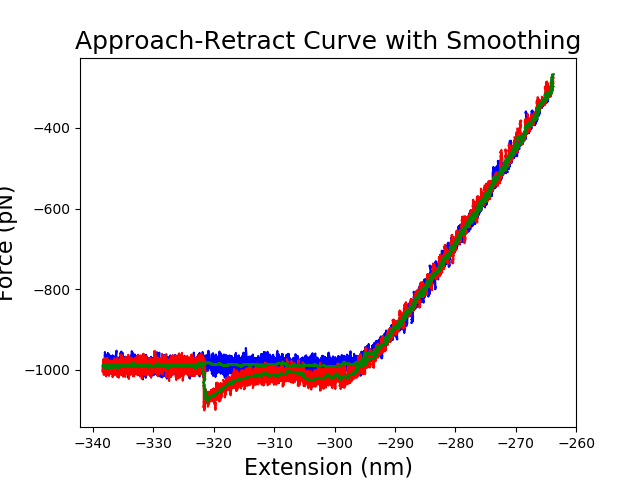 Approach-Retract Curve with Smoothing
Force (pN)
−400
−600
−800
−1000
−340 −330 −320 −310 −300 −290 −280 −270 −260
Extension (nm)